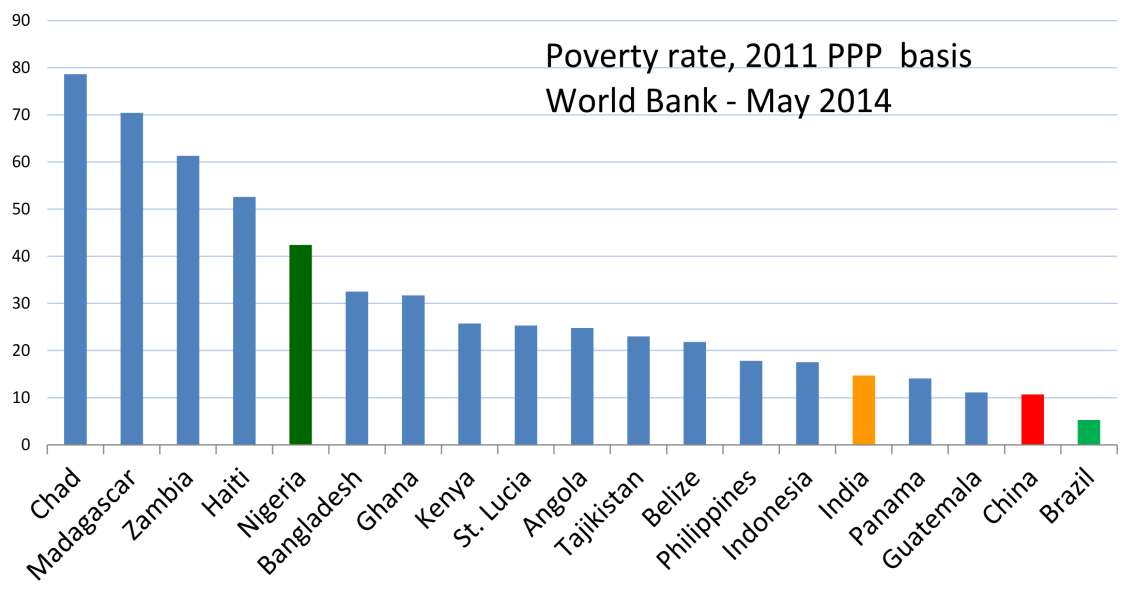 Poverty rate, 2011 PPP basis
World Bank - May 2014
90
80
70
60
50
40
30
20
10
0
Chad
Madagascar
Zambia
Haiti
Nigeria
Bangladesh
Ghana
Kenya
St. Lucia
Angola
Tajikistan
Belize
Philippines
Indonesia
India
Panama
Guatemala
China
Brazil